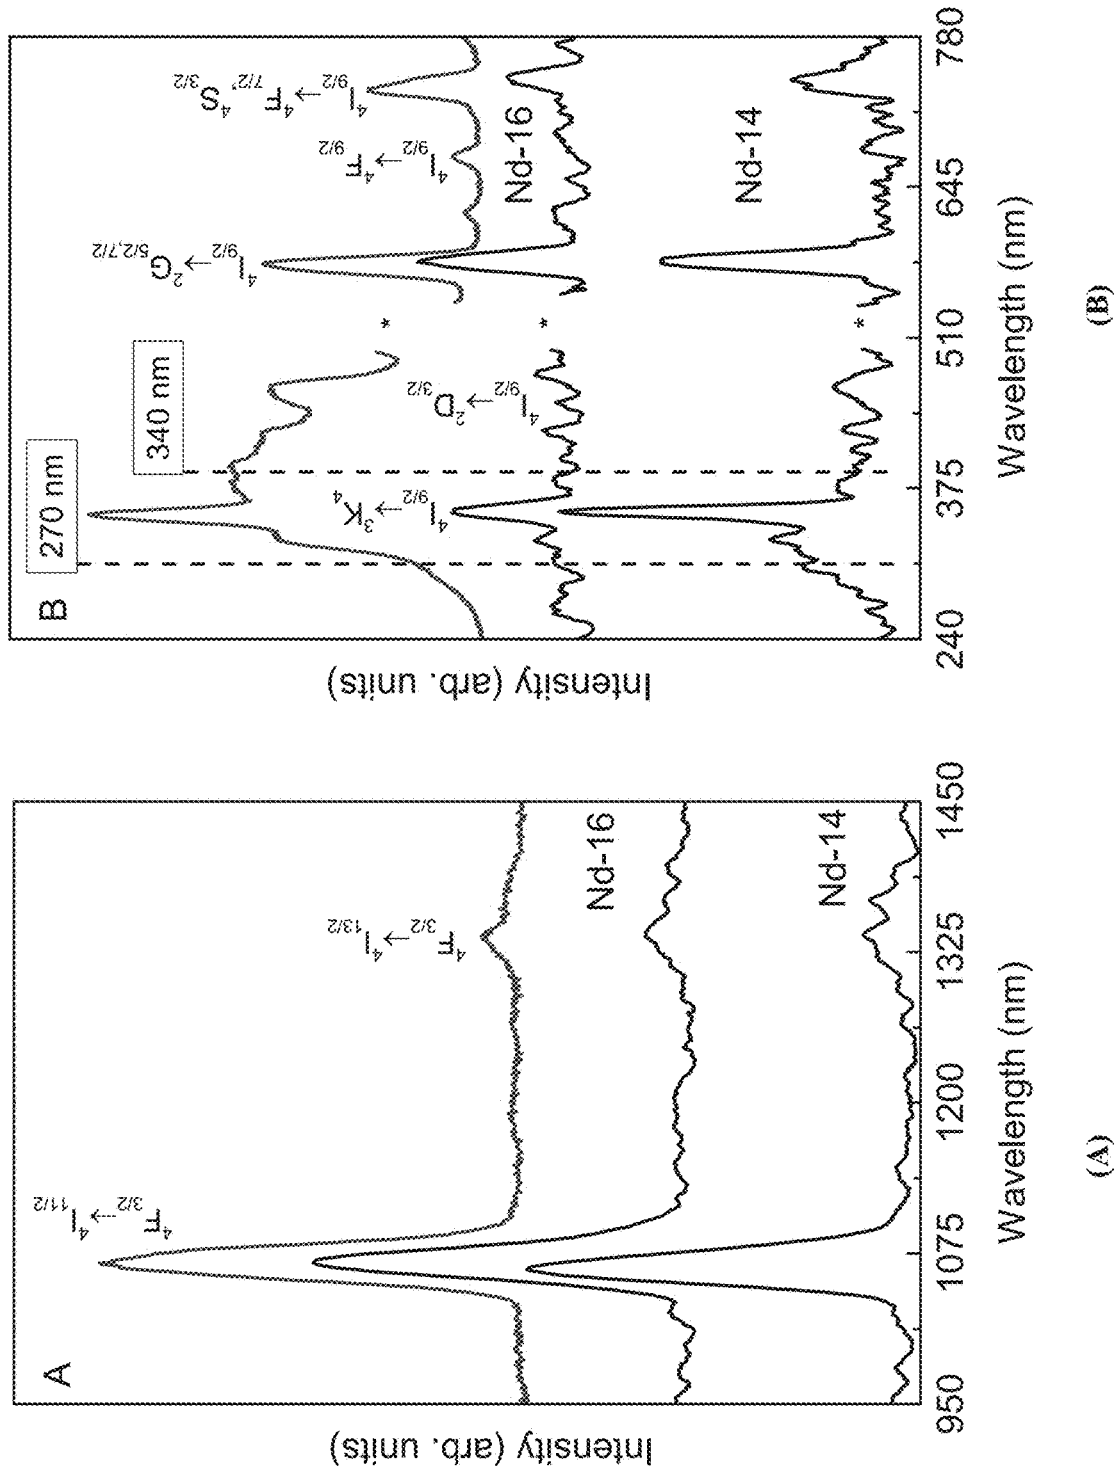 A
⁴F₃/₂→⁴I₁₁/₂
⁴F₃/₂→⁴I₁₃/₂
Nd-16
Nd-14
Intensity (arb. units)
950 1075 1200 1325 1450
Wavelength (nm)
(A)
B
270 nm
340 nm
⁴I₉/₂→³K₄
⁴I₉/₂→²D₃/₂
⁴I₉/₂→²G₅/₂,₇/₂
⁴I₉/₂→⁴F₉/₂
⁴I₉/₂→⁴F₇/₂,⁴S₃/₂
* * *
Nd-16
Nd-14
Intensity (arb. units)
240 375 510 645 780
Wavelength (nm)
(B)